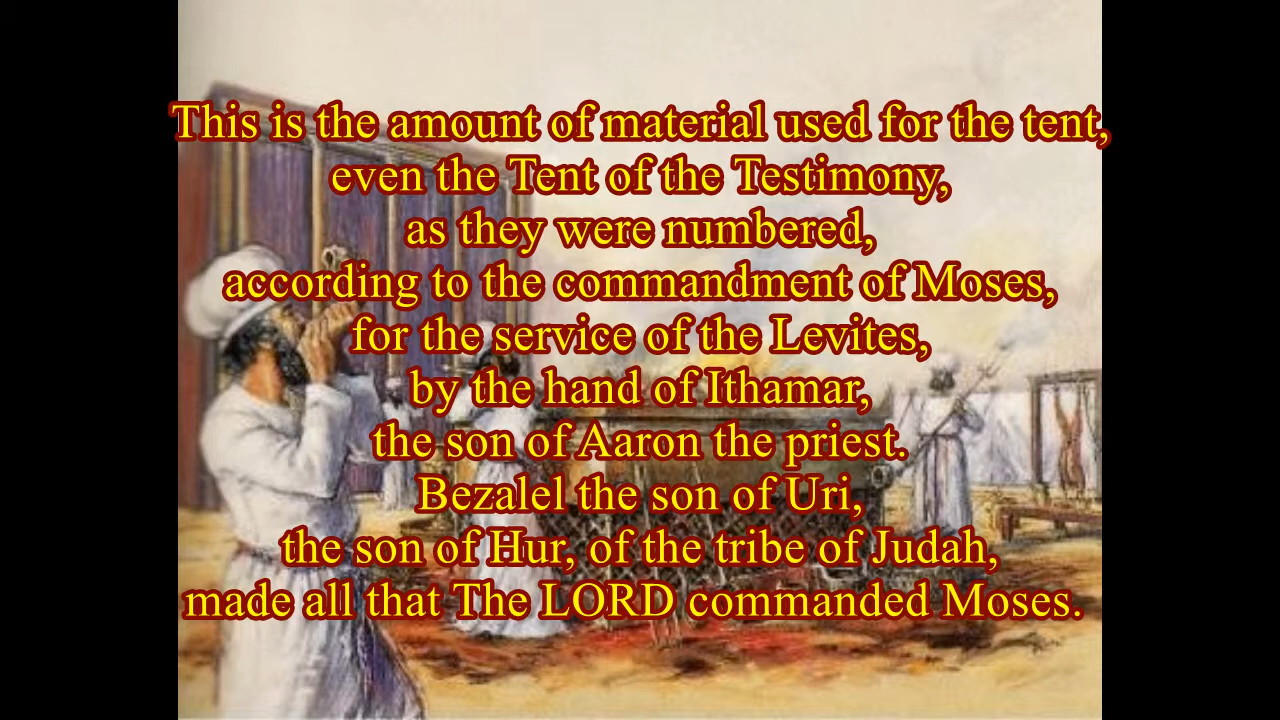 This is the amount of material used for the tent,
even the Tent of the Testimony,
as they were numbered,
according to the commandment of Moses,
for the service of the Levites,
by the hand of Ithamar,
the son of Aaron the priest.
Bezalel the son of Uri,
the son of Hur, of the tribe of Judah,
made all that The LORD commanded Moses.